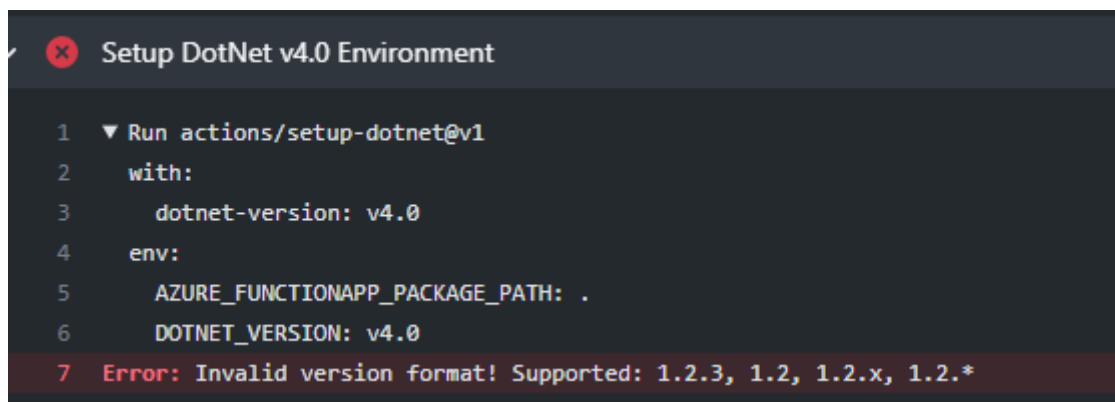 Setup DotNet v4.0 Environment
1 ▼ Run actions/setup-dotnet@v1
2 with:
3 dotnet-version: v4.0
4 env:
5 AZURE_FUNCTIONAPP_PACKAGE_PATH: .
6 DOTNET_VERSION: v4.0
7 Error: Invalid version format! Supported: 1.2.3, 1.2, 1.2.x, 1.2.*